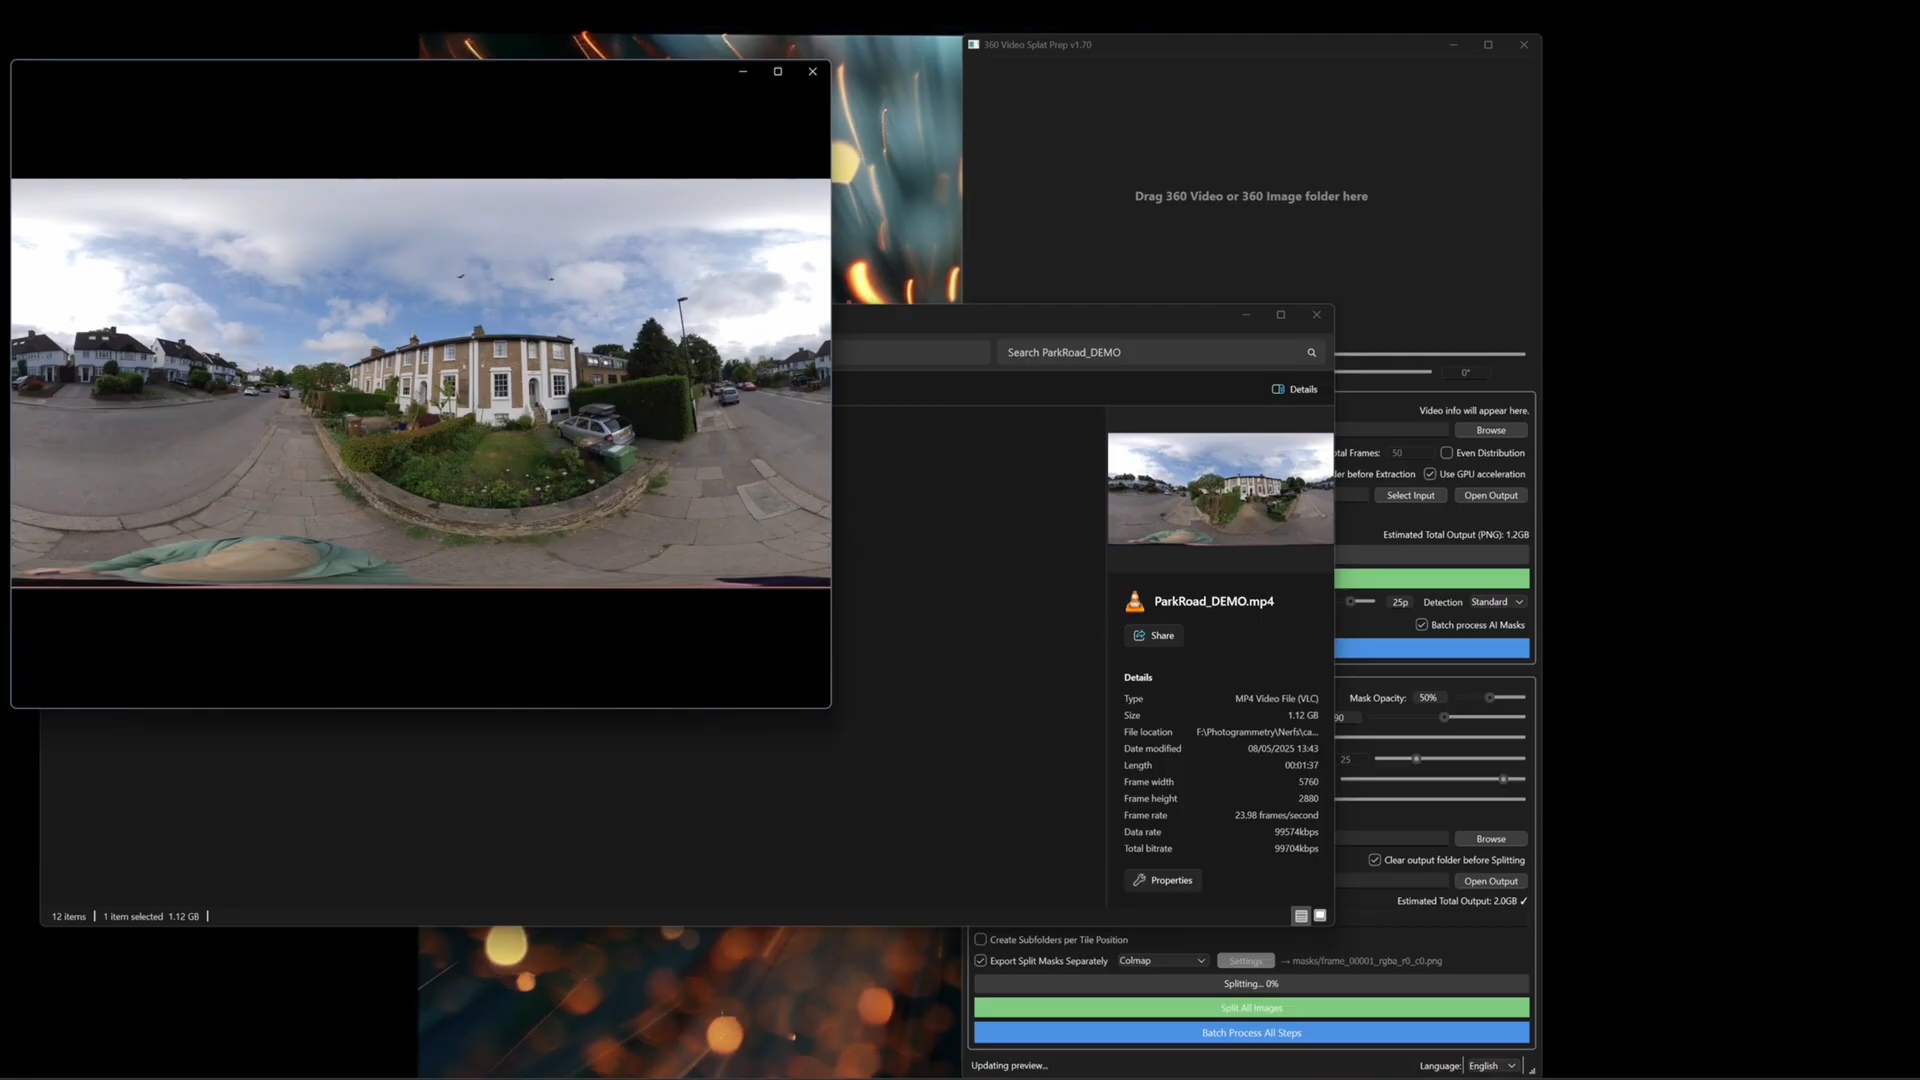 360 Video Splat Prep v1.70
Drag 360 Video or 360 Image folder here
0°
Video info will appear here.
Browse
Total Frames: 50 Even Distribution
before Extraction Use GPU acceleration
Select Input Open Output
Estimated Total Output (PNG): 1.2GB
25p Detection Standard
Batch process AI Masks
Mask Opacity: 50%
90
25
Browse
Clear output folder before Splitting
Open Output
Estimated Total Output: 2.0GB ✓
Create Subfolders per Tile Position
Export Split Masks Separately Colmap Settings → masks/frame_00001_rgba_r0_c0.png
Splitting... 0%
Split All Images
Batch Process All Steps
Updating preview...
Language: English
Search ParkRoad_DEMO
Details
ParkRoad_DEMO.mp4
Share
Details
Type MP4 Video File (VLC)
Size 1.12 GB
File location F:\Photogrammetry\Nerfs\ca...
Date modified 08/05/2025 13:43
Length 00:01:37
Frame width 5760
Frame height 2880
Frame rate 23.98 frames/second
Data rate 99574kbps
Total bitrate 99704kbps
Properties
12 items 1 item selected 1.12 GB